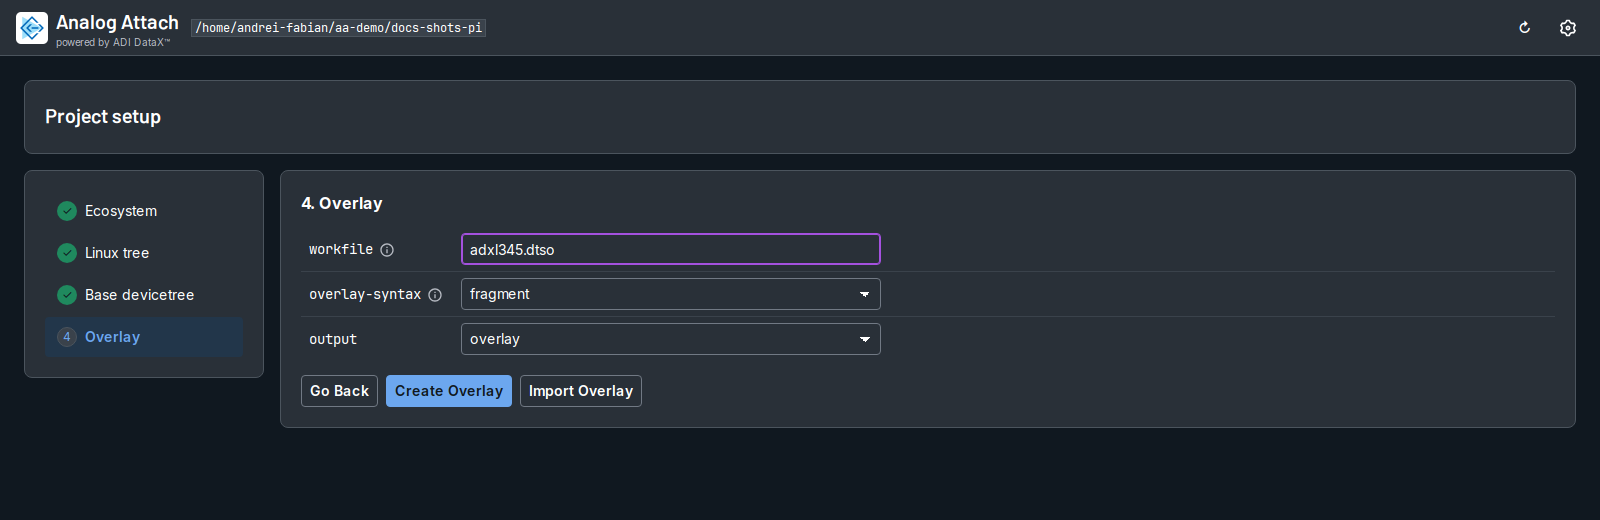 Analog Attach
powered by ADI DataX™
/home/andrei-fabian/aa-demo/docs-shots-pi
Project setup
Ecosystem
Linux tree
Base devicetree
4 Overlay
4. Overlay
workfile adxl345.dtso
overlay-syntax fragment
output overlay
Go Back Create Overlay Import Overlay